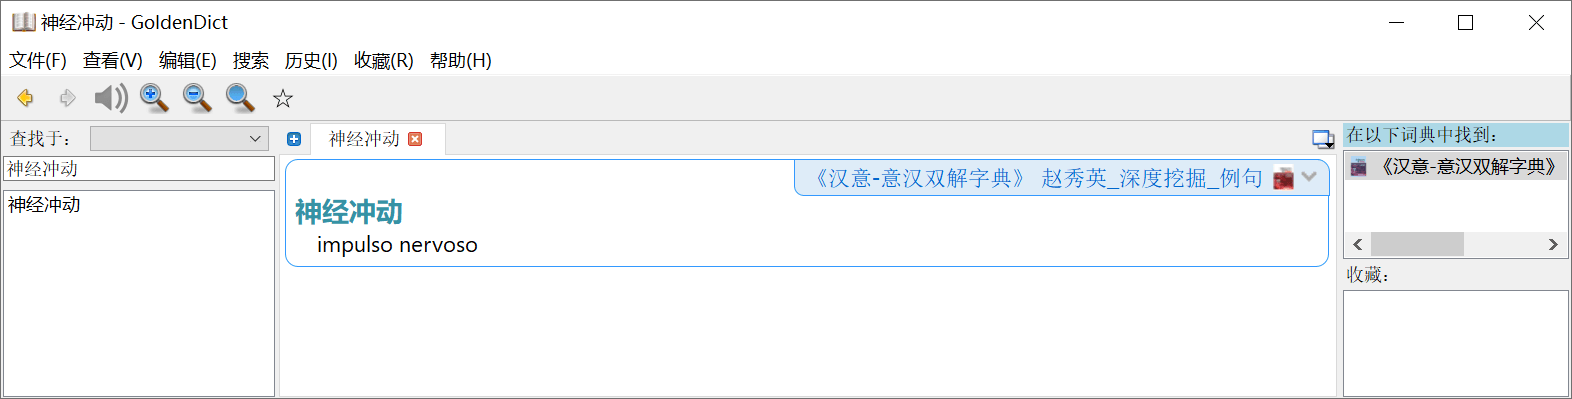 神经冲动 - GoldenDict
文件(F) 查看(V) 编辑(E) 搜索 历史(I) 收藏(R) 帮助(H)
查找于：
神经冲动
神经冲动
神经冲动
《汉意-意汉双解字典》 赵秀英_深度挖掘_例句
神经冲动
impulso nervoso
在以下词典中找到：
《汉意-意汉双解字典》
收藏：